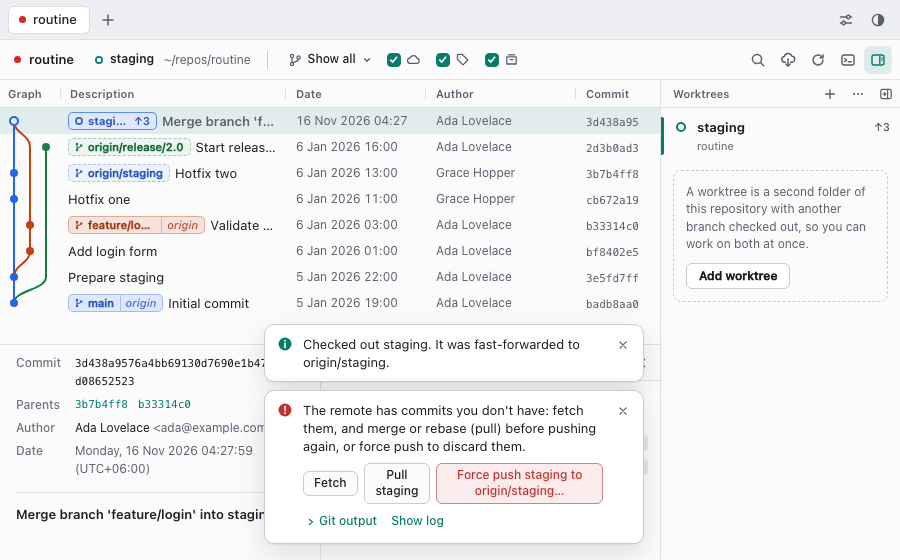 routine
routine staging ~/repos/routine Show all
Graph Description Date Author Commit Worktrees
stagi... ↑3 Merge branch 'f... 16 Nov 2026 04:27 Ada Lovelace 3d438a95
origin/release/2.0 Start releas... 6 Jan 2026 16:00 Ada Lovelace 2d3b0ad3
origin/staging Hotfix two 6 Jan 2026 13:00 Grace Hopper 3b7b4ff8
Hotfix one 6 Jan 2026 11:00 Grace Hopper cb672a19
feature/lo... origin Validate ... 6 Jan 2026 03:00 Ada Lovelace b33314c0
Add login form 6 Jan 2026 01:00 Ada Lovelace bf8402e5
Prepare staging 5 Jan 2026 22:00 Ada Lovelace 3e5fd7ff
main origin Initial commit 5 Jan 2026 19:00 Ada Lovelace badb8aa0
staging ↑3
routine
A worktree is a second folder of
this repository with another
branch checked out, so you can
work on both at once.
Add worktree
Commit 3d438a9576a4bb69130d7690e1b47
d08652523
Parents 3b7b4ff8 b33314c0
Author Ada Lovelace <ada@example.com
Date Monday, 16 Nov 2026 04:27:59
(UTC+06:00)
Merge branch 'feature/login' into stagin
Checked out staging. It was fast-forwarded to
origin/staging.
The remote has commits you don't have: fetch
them, and merge or rebase (pull) before pushing
again, or force push to discard them.
Fetch
Pull
staging
Force push staging to
origin/staging...
Git output Show log